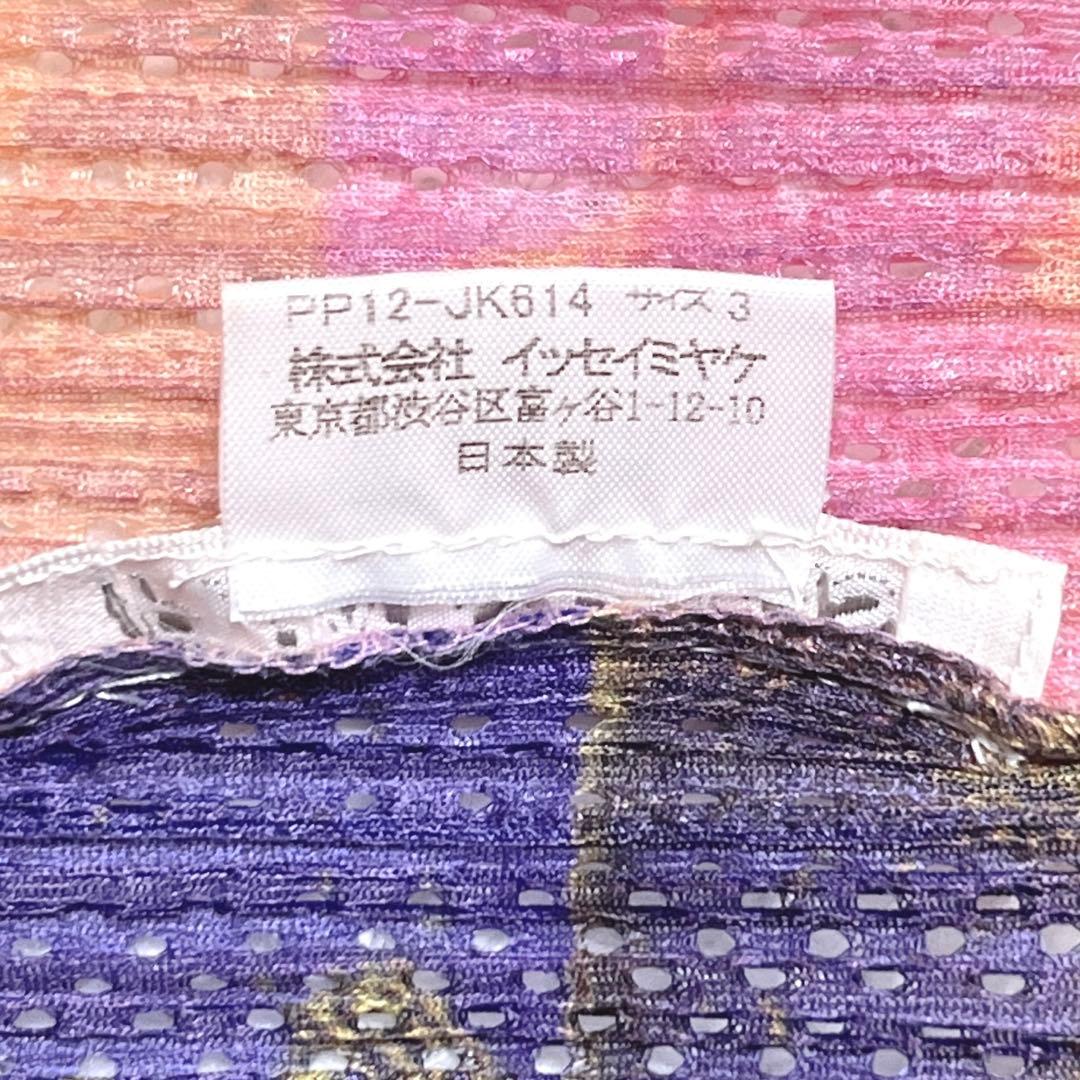 PP12-JK614 サイズ 3
株式会社 イッセイミヤケ
東京都渋谷区富ヶ谷1-12-10
日本製